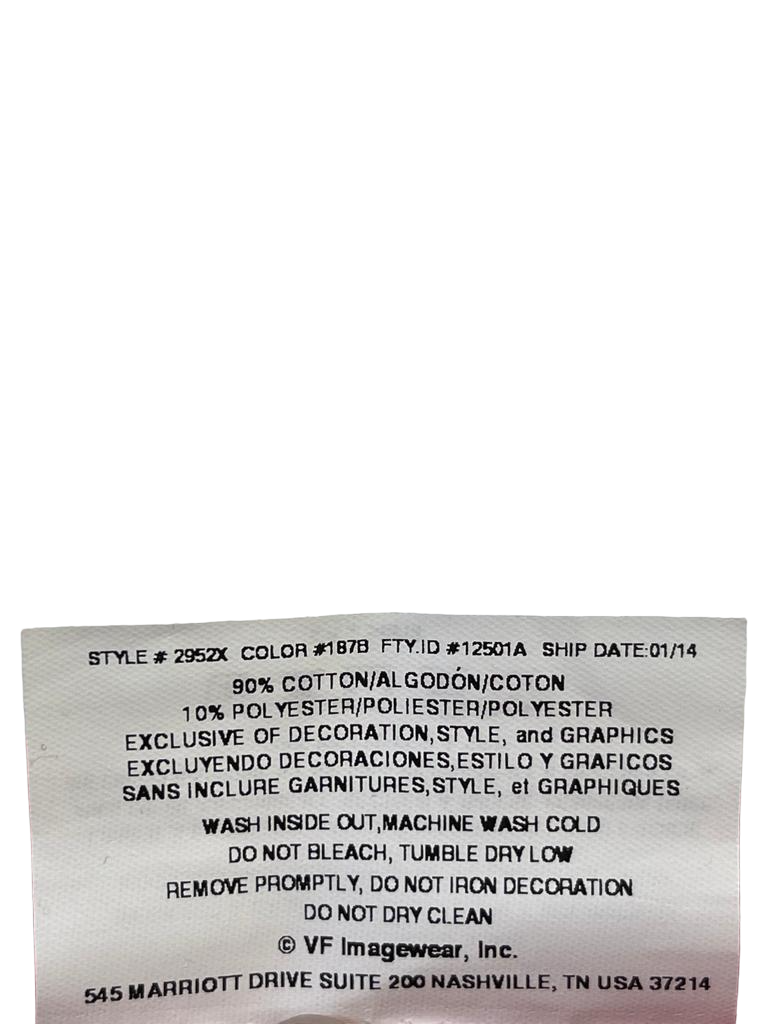 STYLE # 2952X COLOR #187B FTY.ID #12501A SHIP DATE:01/14
90% COTTON/ALGODÓN/COTON
10% POLYESTER/POLIESTER/POLYESTER
EXCLUSIVE OF DECORATION,STYLE, and GRAPHICS
EXCLUYENDO DECORACIONES,ESTILO Y GRAFICOS
SANS INCLURE GARNITURES,STYLE, et GRAPHIQUES
WASH INSIDE OUT,MACHINE WASH COLD
DO NOT BLEACH, TUMBLE DRY LOW
REMOVE PROMPTLY, DO NOT IRON DECORATION
DO NOT DRY CLEAN
© VF Imagewear, Inc.
545 MARRIOTT DRIVE SUITE 200 NASHVILLE, TN USA 37214